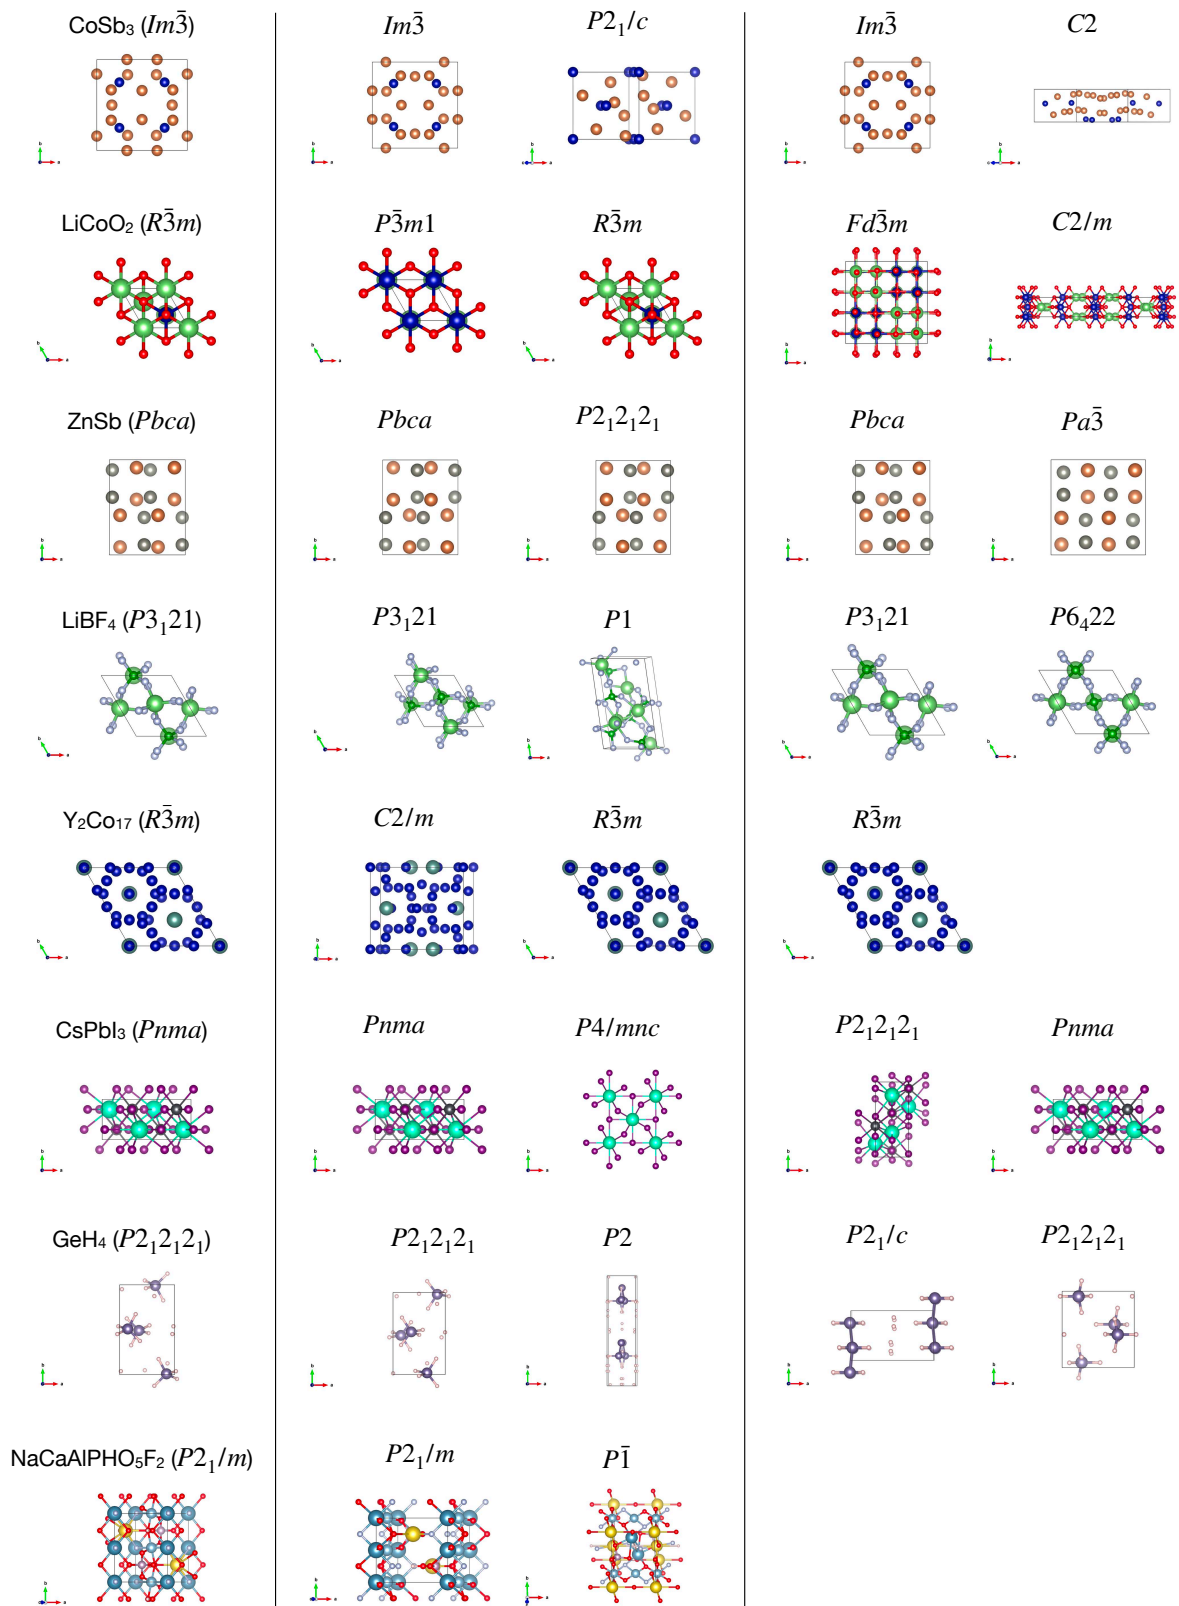 CoSb₃ (Im3̄) Im3̄ P2₁/c Im3̄ C2
LiCoO₂ (R3̄m) P3̄m1 R3̄m Fd3̄m C2/m
ZnSb (Pbca) Pbca P2₁2₁2₁ Pbca Pa3̄
LiBF₄ (P3₁21) P3₁21 P1 P3₁21 P6₄22
Y₂Co₁₇ (R3̄m) C2/m R3̄m R3̄m
CsPbI₃ (Pnma) Pnma P4/mnc P2₁2₁2₁ Pnma
GeH₄ (P2₁2₁2₁) P2₁2₁2₁ P2 P2₁/c P2₁2₁2₁
NaCaAlPHO₅F₂ (P2₁/m) P2₁/m P1̄